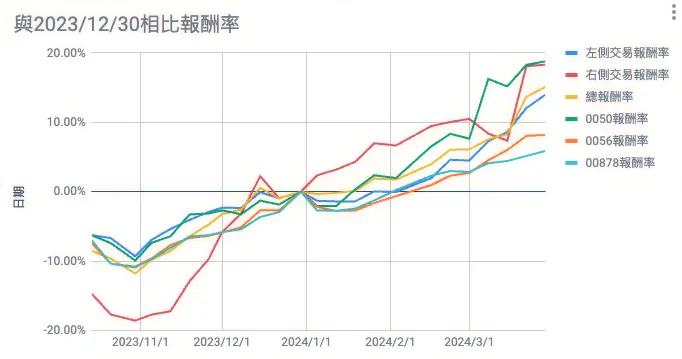 與2023/12/30相比報酬率
20.00%
10.00%
0.00%
-10.00%
-20.00%
日期
2023/11/1
2023/12/1
2024/1/1
2024/2/1
2024/3/1
左側交易報酬率
右側交易報酬率
總報酬率
0050報酬率
0056報酬率
00878報酬率